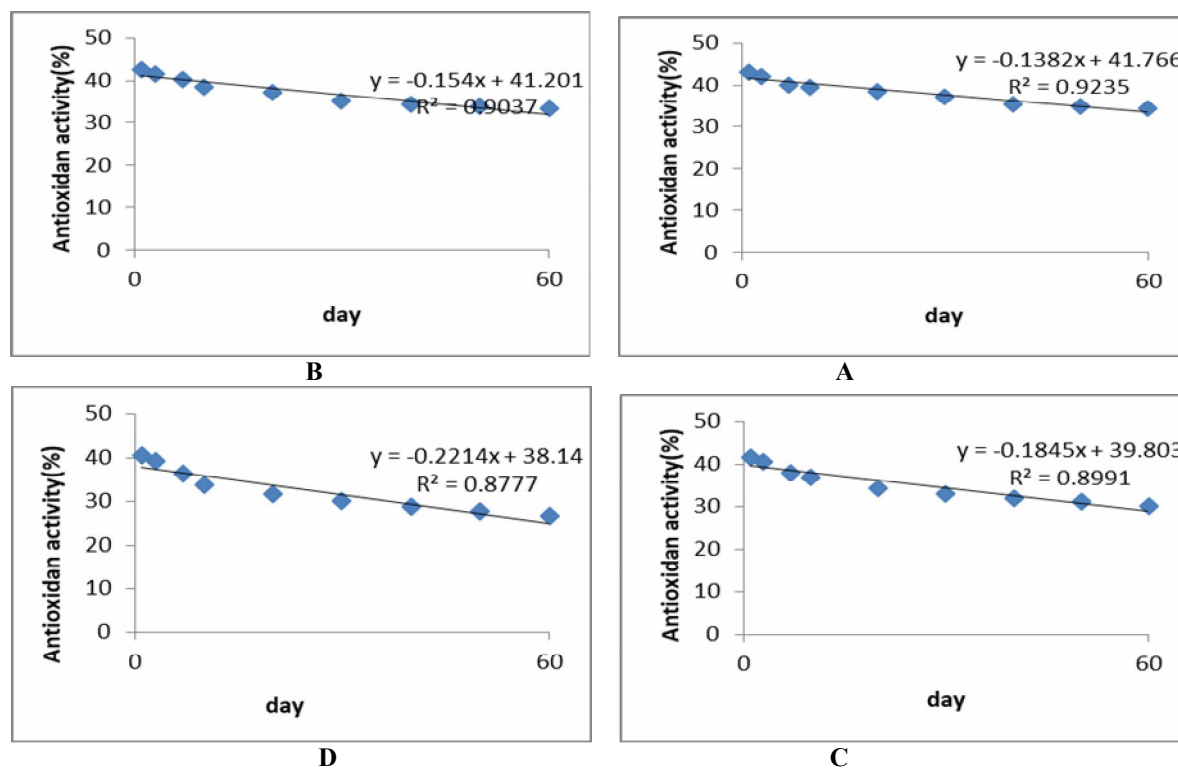 50
40
30
20
10
0
Antioxidan activity(%)
y = -0.154x + 41.201
R² = 0.9037
0
60
day
B
50
40
30
20
10
0
Antioxidan activity(%)
y = -0.1382x + 41.766
R² = 0.9235
0
60
day
A
50
40
30
20
10
0
Antioxidan activity(%)
y = -0.2214x + 38.14
R² = 0.8777
0
60
day
D
50
40
30
20
10
0
Antioxidan activity(%)
y = -0.1845x + 39.803
R² = 0.8991
0
60
day
C